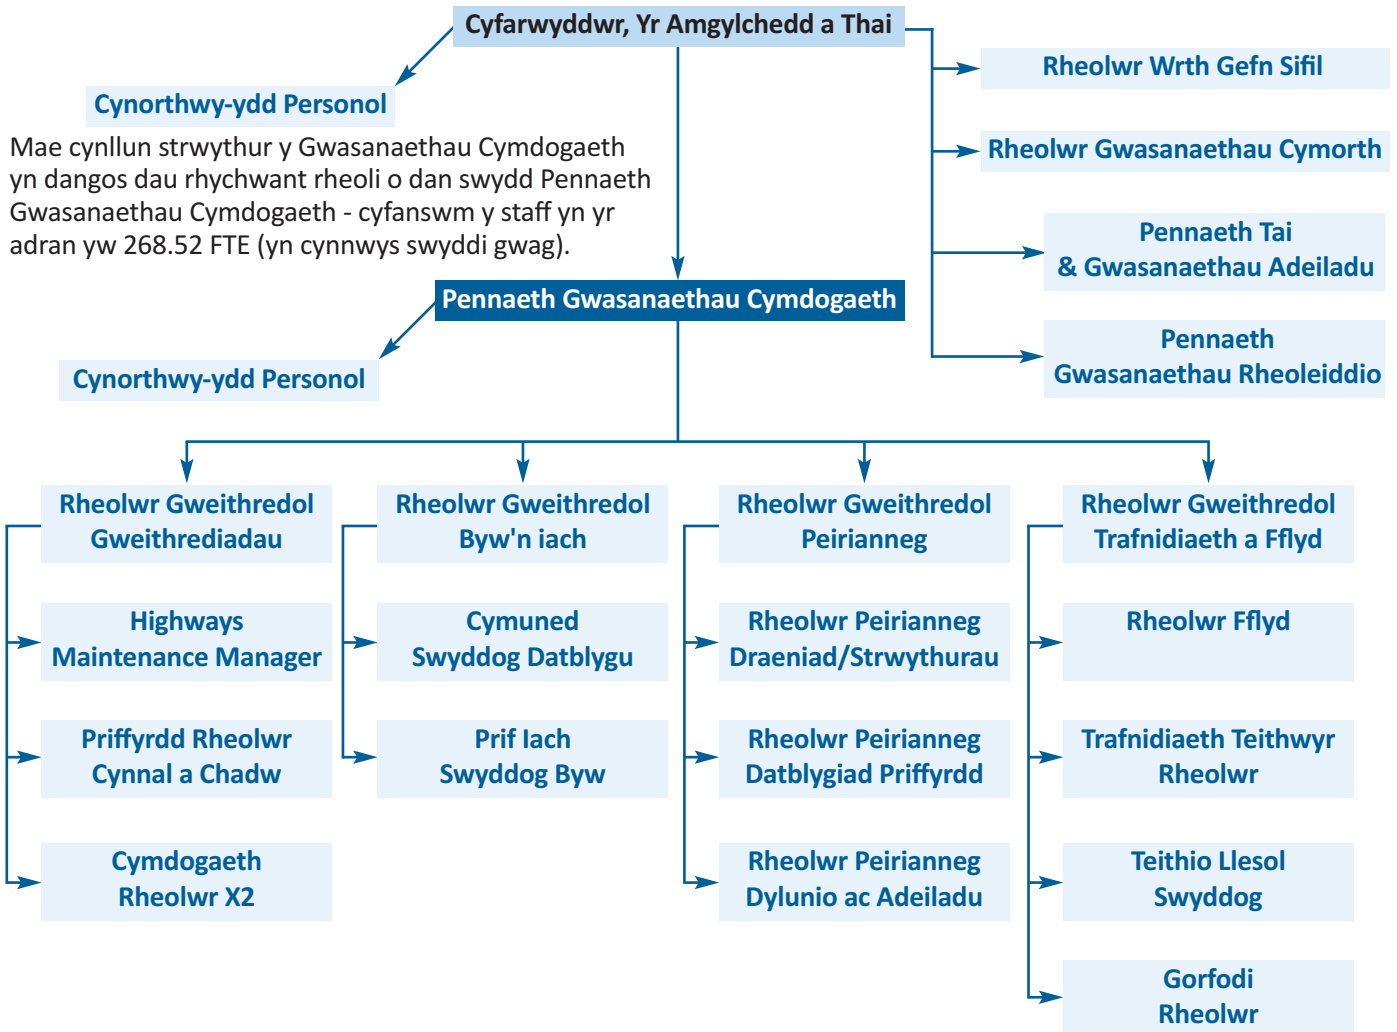 Cyfarwyddwr, Yr Amgylchedd a Thai
Cynorthwy-ydd Personol
Rheolwr Wrth Gefn Sifil
Rheolwr Gwasanaethau Cymorth
Pennaeth Tai
& Gwasanaethau Adeiladu
Pennaeth
Gwasanaethau Rheoleiddio
Mae cynllun strwythur y Gwasanaethau Cymdogaeth
yn dangos dau rhychwant rheoli o dan swydd Pennaeth
Gwasanaethau Cymdogaeth - cyfanswm y staff yn yr
adran yw 268.52 FTE (yn cynnwys swyddi gwag).
Pennaeth Gwasanaethau Cymdogaeth
Cynorthwy-ydd Personol
Rheolwr Gweithredol
Gweithrediadau
Highways
Maintenance Manager
Priffyrdd Rheolwr
Cynnal a Chadw
Cymdogaeth
Rheolwr X2
Rheolwr Gweithredol
Byw'n iach
Cymuned
Swyddog Datblygu
Prif Iach
Swyddog Byw
Rheolwr Gweithredol
Peirianneg
Rheolwr Peirianneg
Draeniad/Strwythurau
Rheolwr Peirianneg
Datblygiad Priffyrdd
Rheolwr Peirianneg
Dylunio ac Adeiladu
Rheolwr Gweithredol
Trafnidiaeth a Fflyd
Rheolwr Fflyd
Trafnidiaeth Teithwyr
Rheolwr
Teithio Llesol
Swyddog
Gorfodi
Rheolwr